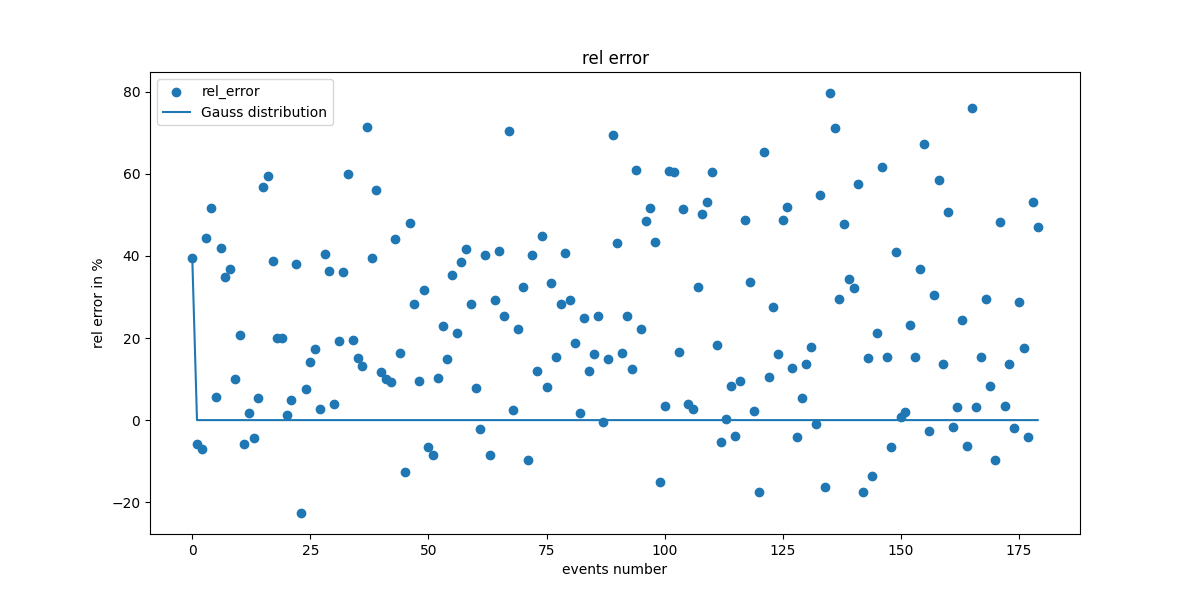 rel error
rel_error
Gauss distribution
rel error in %
80
60
40
20
0
−20
0 25 50 75 100 125 150 175
events number